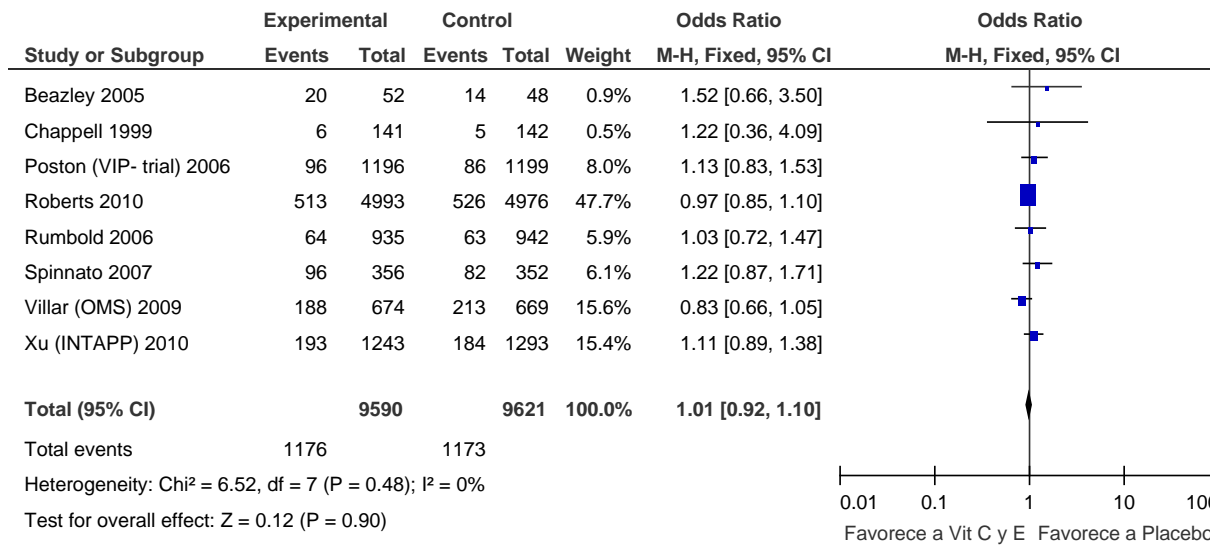 Experimental Control Odds Ratio Odds Ratio
Study or Subgroup Events Total Events Total Weight M-H, Fixed, 95% CI M-H, Fixed, 95% CI
Beazley 2005 20 52 14 48 0.9% 1.52 [0.66, 3.50]
Chappell 1999 6 141 5 142 0.5% 1.22 [0.36, 4.09]
Poston (VIP- trial) 2006 96 1196 86 1199 8.0% 1.13 [0.83, 1.53]
Roberts 2010 513 4993 526 4976 47.7% 0.97 [0.85, 1.10]
Rumbold 2006 64 935 63 942 5.9% 1.03 [0.72, 1.47]
Spinnato 2007 96 356 82 352 6.1% 1.22 [0.87, 1.71]
Villar (OMS) 2009 188 674 213 669 15.6% 0.83 [0.66, 1.05]
Xu (INTAPP) 2010 193 1243 184 1293 15.4% 1.11 [0.89, 1.38]
Total (95% CI) 9590 9621 100.0% 1.01 [0.92, 1.10]
Total events 1176 1173
Heterogeneity: Chi² = 6.52, df = 7 (P = 0.48); I² = 0%
Test for overall effect: Z = 0.12 (P = 0.90)
0.01 0.1 1 10 100
Favorece a Vit C y E Favorece a Placebo